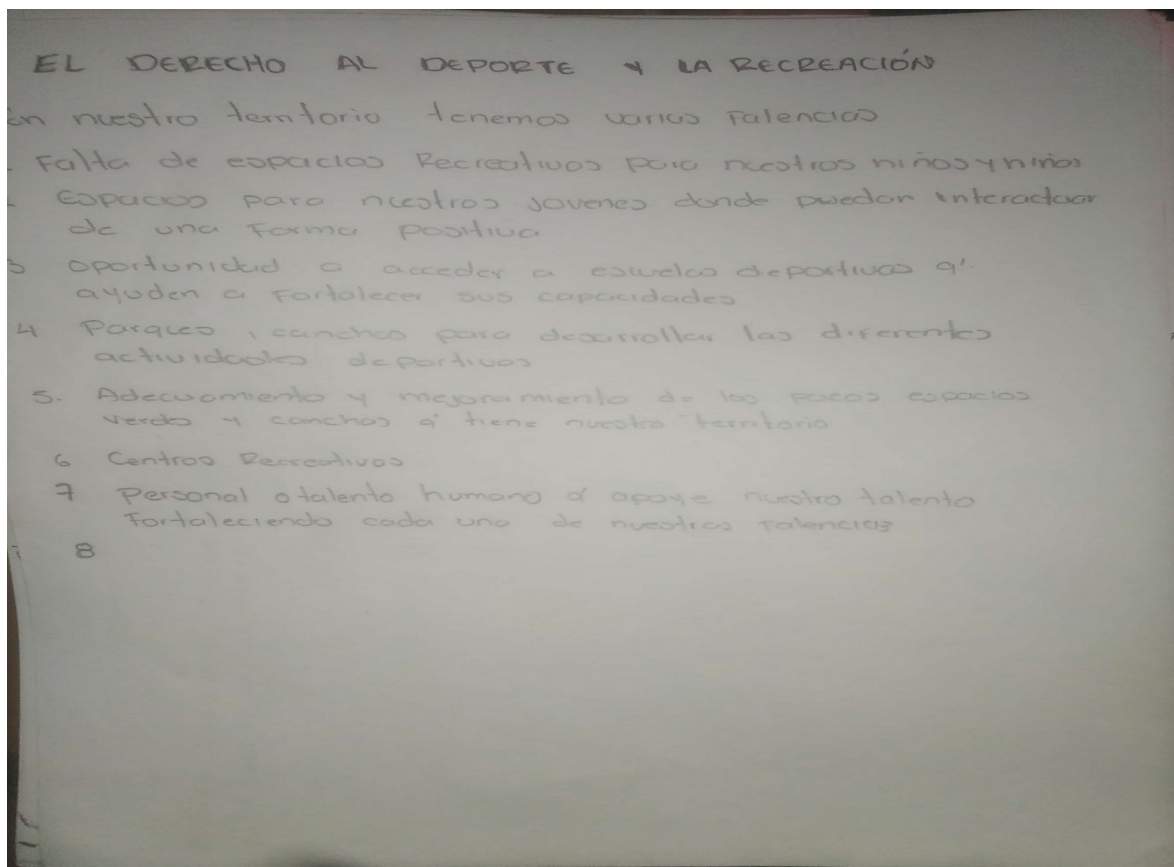 EL DERECHO AL DEPORTE Y LA RECREACIÓN
En nuestro territorio tenemos varias Falencias
Falta de espacios Recreativos para nuestros niños y niñas
Espacios para nuestros jovenes donde puedan interactuar
de una Forma positiva
3 oportunidad a acceder a escuelas deportivas q'
ayuden a Fortalecer sus capacidades
4 Parques, canchas para desarrollar las diferentes
actividades deportivas
5. Adecuamiento y mejoramiento de los pocos espacios
verdes y canchas q' tiene nuestro territorio
6 Centros Recreativos
7 Personal o talento humano q' apoye nuestro talento
Fortaleciendo cada una de nuestras Falencias
8